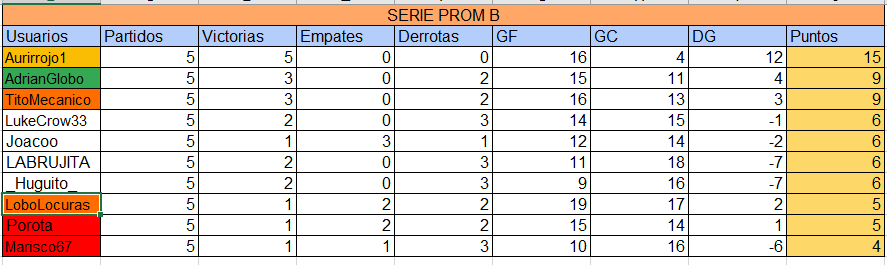 SERIE PROM B
Usuarios Partidos Victorias Empates Derrotas GF GC DG Puntos
Aurirrojo1 5 5 0 0 16 4 12 15
AdrianGlobo 5 3 0 2 15 11 4 9
TitoMecanico 5 3 0 2 16 13 3 9
LukeCrow33 5 2 0 3 14 15 -1 6
Joacoo 5 1 3 1 12 14 -2 6
LABRUJITA 5 2 0 3 11 18 -7 6
_Huguito_ 5 2 0 3 9 16 -7 6
LoboLocuras 5 1 2 2 19 17 2 5
Porota 5 1 2 2 15 14 1 5
Marisco67 5 1 1 3 10 16 -6 4